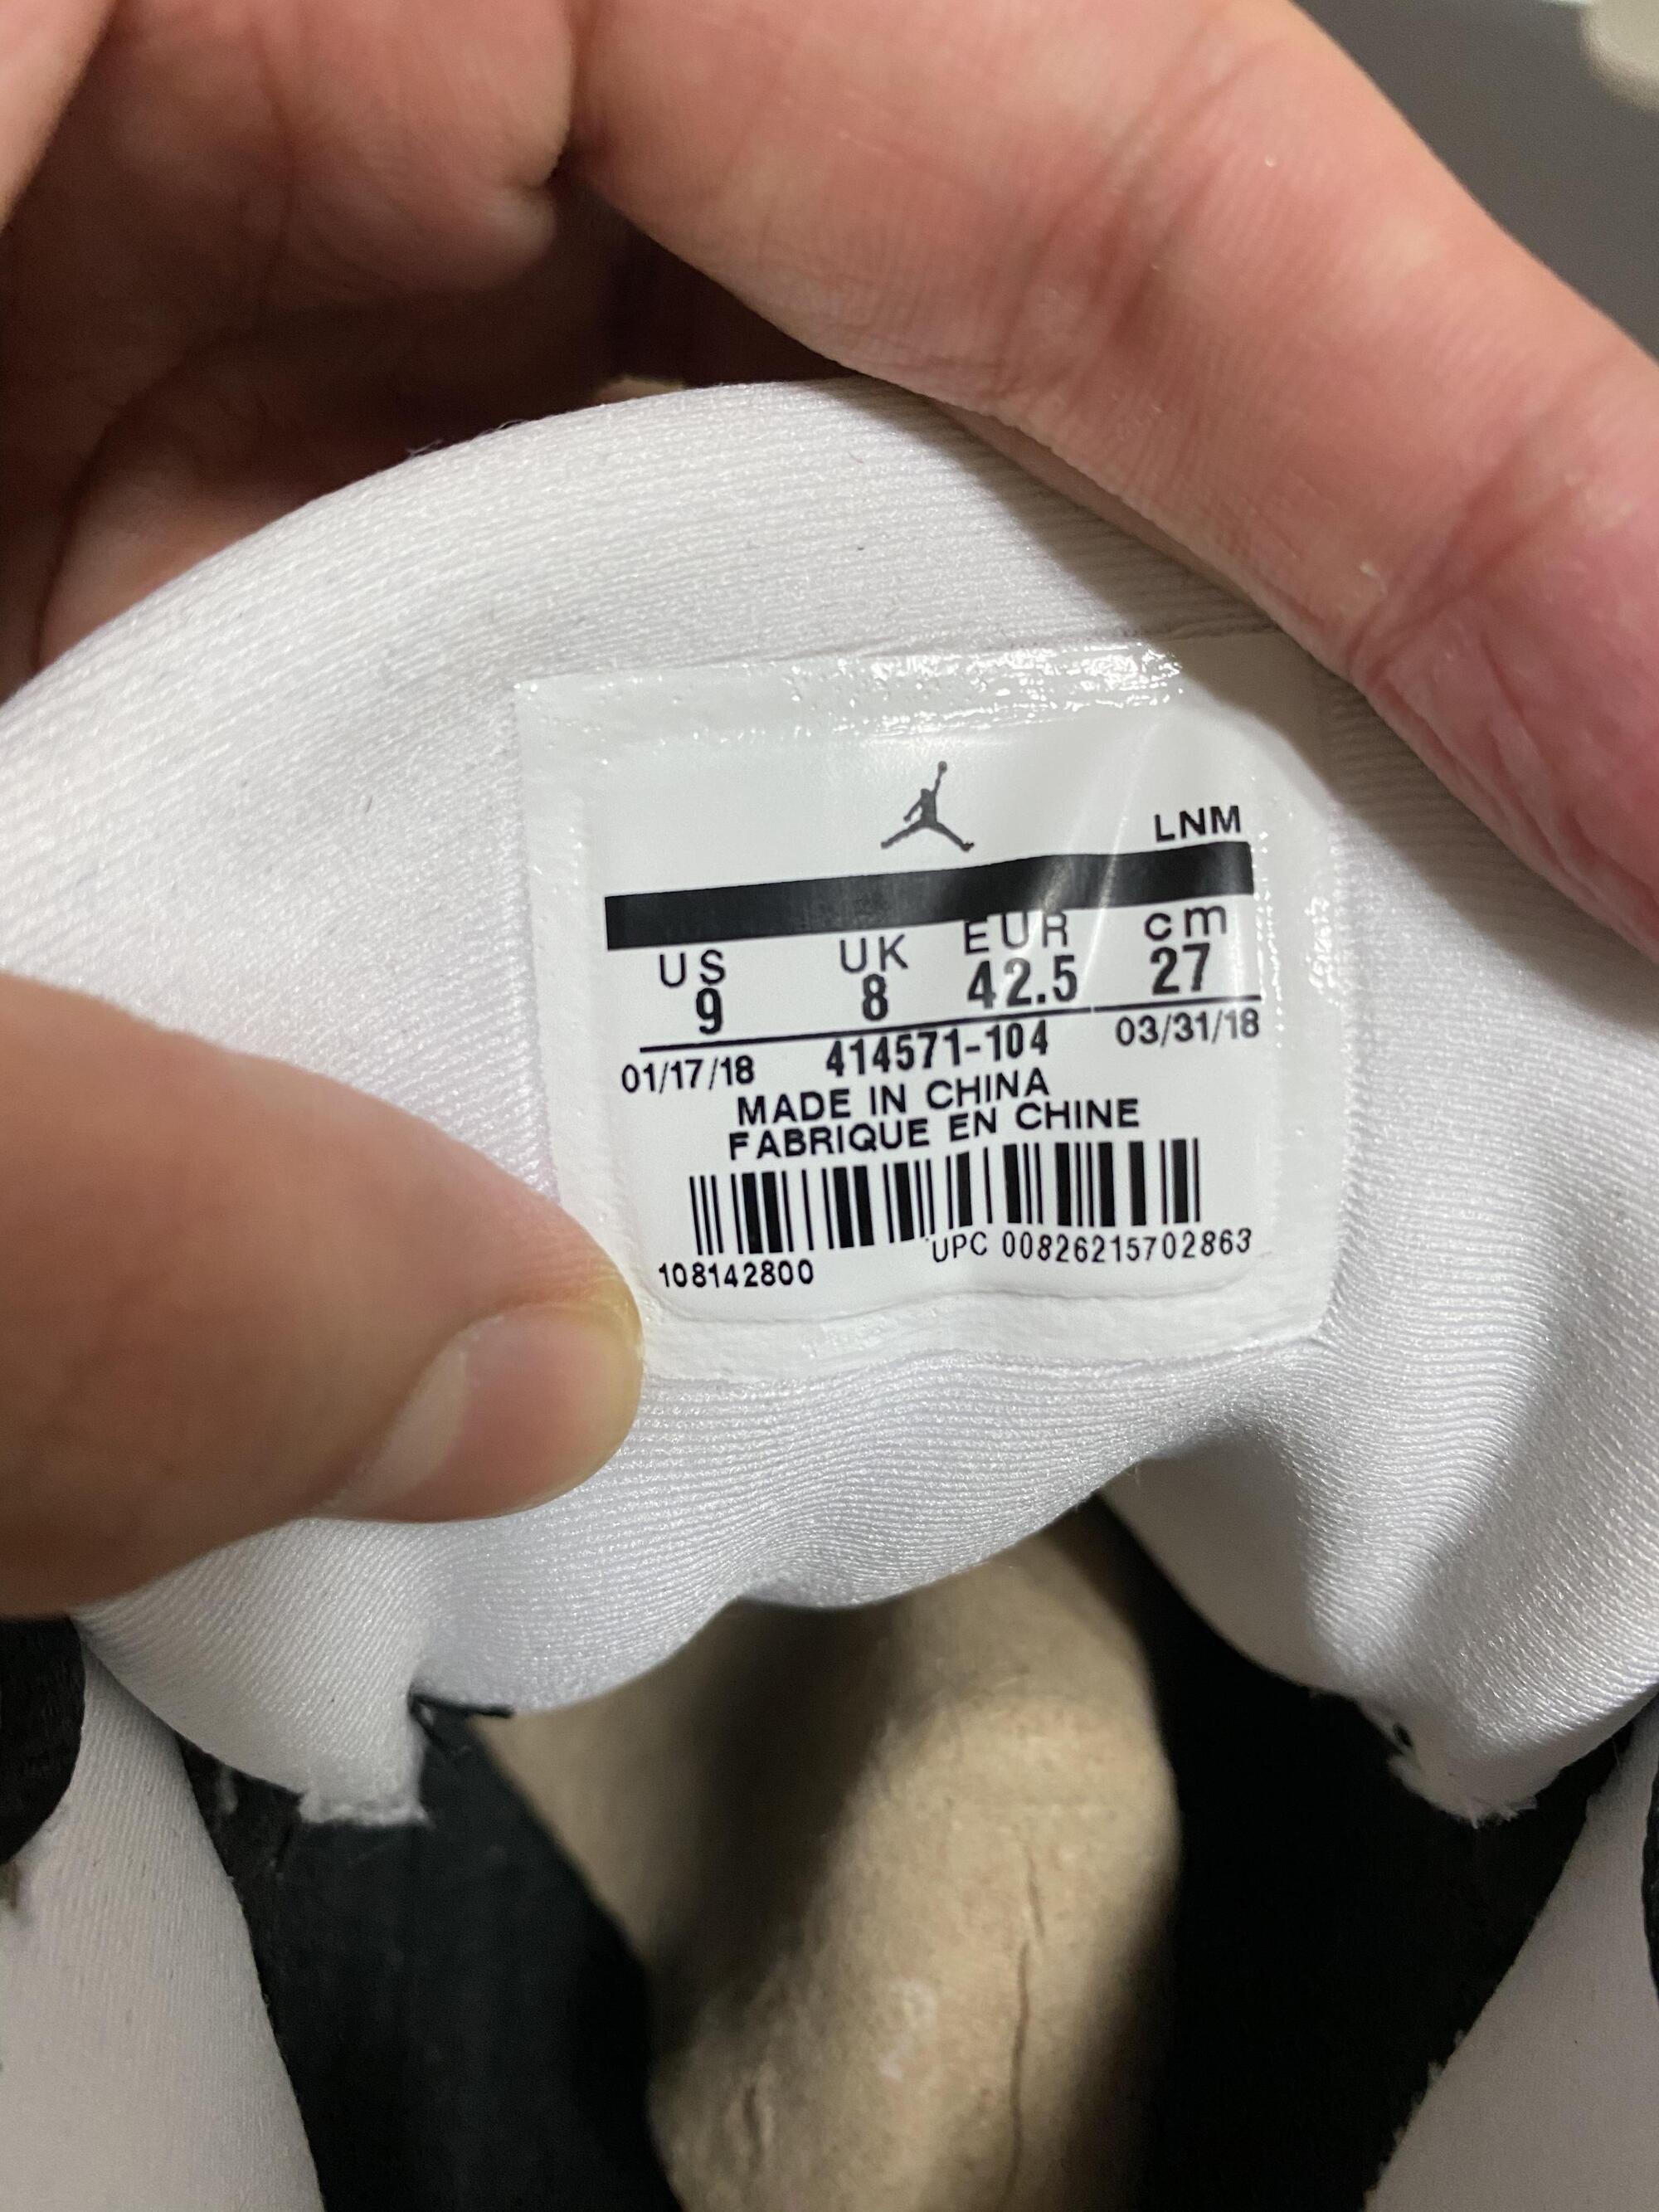 LNM
US UK EUR cm
9 8 42.5 27
01/17/18 414571-104 03/31/18
MADE IN CHINA
FABRIQUE EN CHINE
108142800 UPC 00826215702863